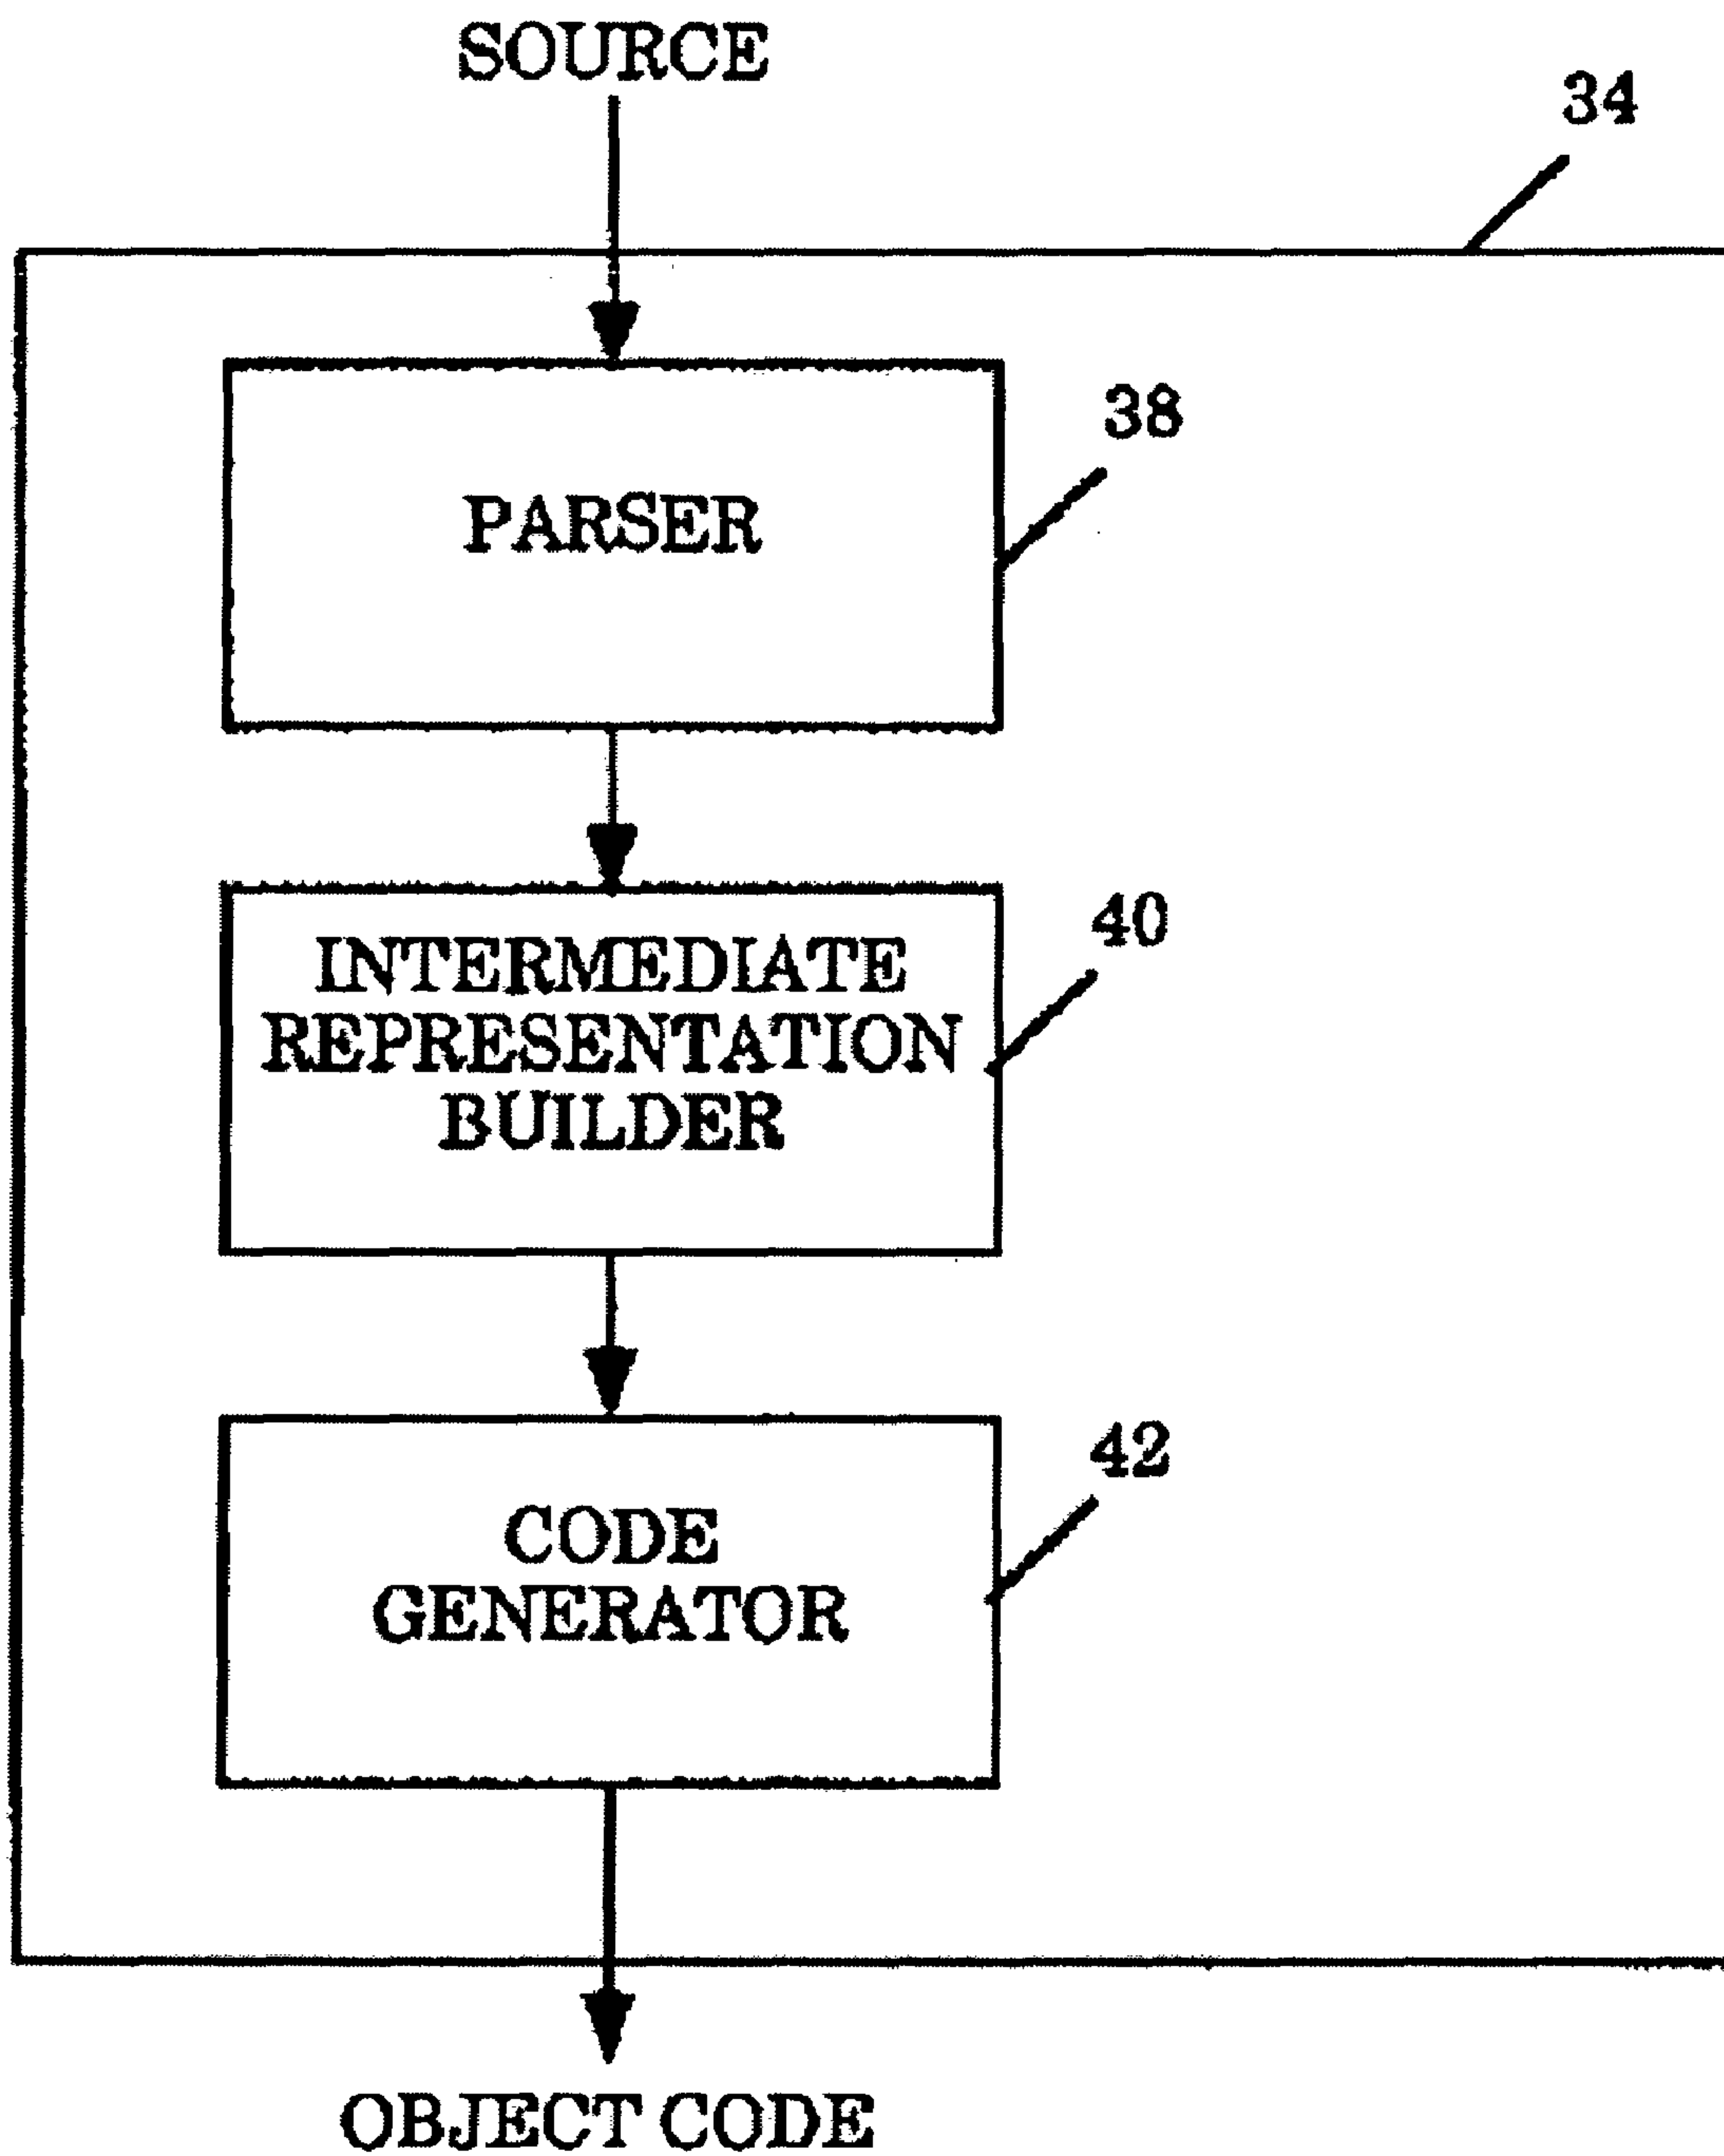 SOURCE
34
38
PARSER
40
INTERMEDIATE
REPRESENTATION
BUILDER
42
CODE
GENERATOR
OBJECT CODE